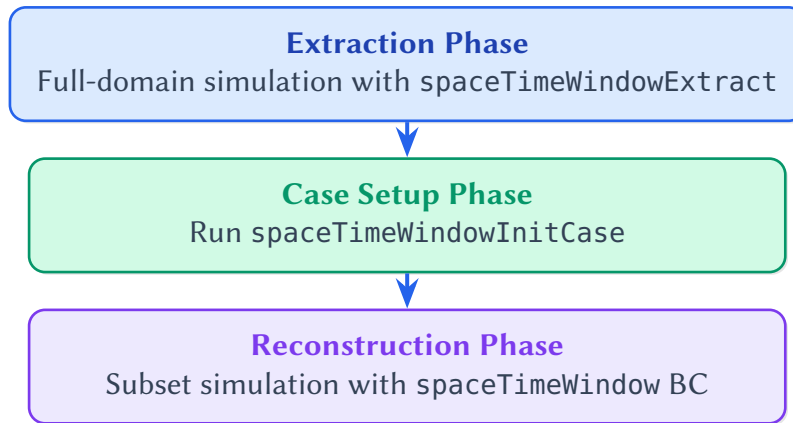 Extraction Phase
Full-domain simulation with spaceTimeWindowExtract
Case Setup Phase
Run spaceTimeWindowInitCase
Reconstruction Phase
Subset simulation with spaceTimeWindow BC